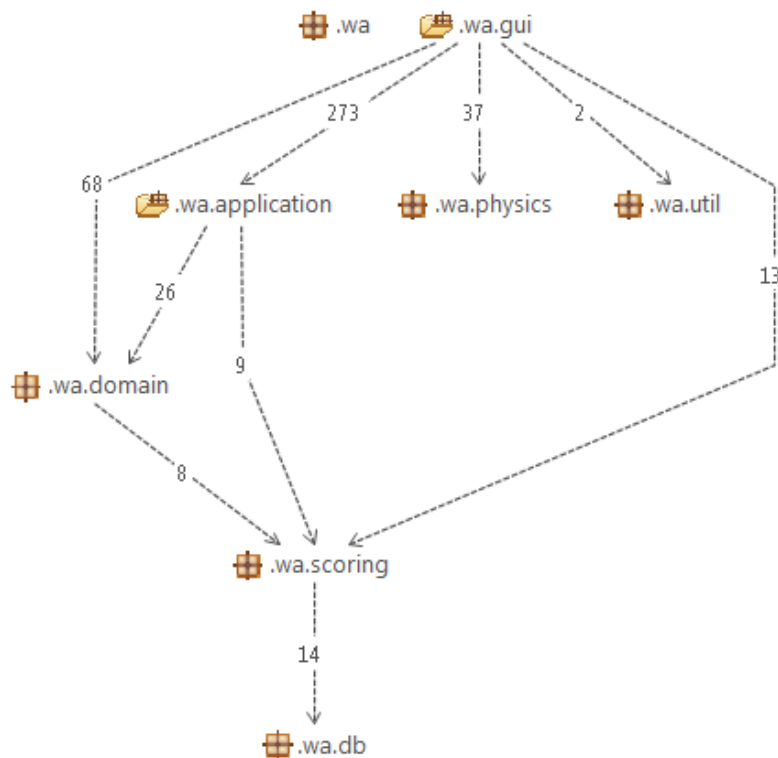 .wa .wa.gui
273 37 2
68 .wa.application .wa.physics .wa.util
13
26
9
.wa.domain
8
.wa.scoring
14
.wa.db